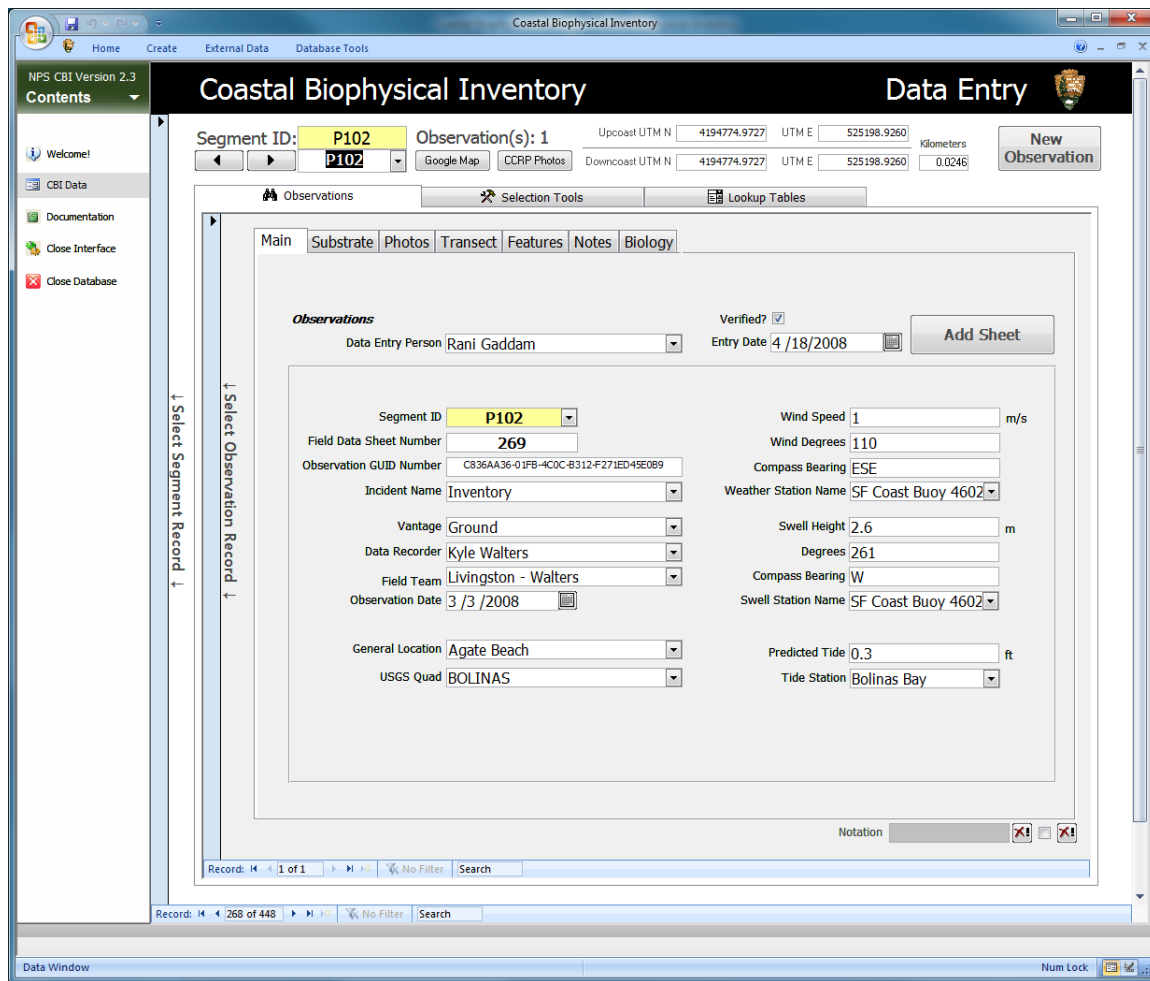 Coastal Biophysical Inventory
Home Create External Data Database Tools
NPS CBI Version 2.3
Contents
Coastal Biophysical Inventory Data Entry
Welcome!
CBI Data
Documentation
Close Interface
Close Database
Segment ID: P102 Observation(s): 1 Upcoast UTM N 4194774.9727 UTM E 525198.9260 Kilometers New Observation
P102 Google Map CCRP Photos Downcoast UTM N 4194774.9727 UTM E 525198.9260 0.0246
Observations Selection Tools Lookup Tables
Main Substrate Photos Transect Features Notes Biology
Observations Verified?
Data Entry Person Rani Gaddam Entry Date 4 /18/2008 Add Sheet
← Select Segment Record ←
← Select Observation Record ←
Segment ID P102 Wind Speed 1 m/s
Field Data Sheet Number 269 Wind Degrees 110
Observation GUID Number C836AA36-01FB-4C0C-B312-F271ED45E0B9 Compass Bearing ESE
Incident Name Inventory Weather Station Name SF Coast Buoy 4602
Vantage Ground Swell Height 2.6 m
Data Recorder Kyle Walters Degrees 261
Field Team Livingston - Walters Compass Bearing W
Observation Date 3 /3 /2008 Swell Station Name SF Coast Buoy 4602
General Location Agate Beach Predicted Tide 0.3 ft
USGS Quad BOLINAS Tide Station Bolinas Bay
Notation
Record: 1 of 1 No Filter Search
Record: 268 of 448 No Filter Search
Data Window Num Lock